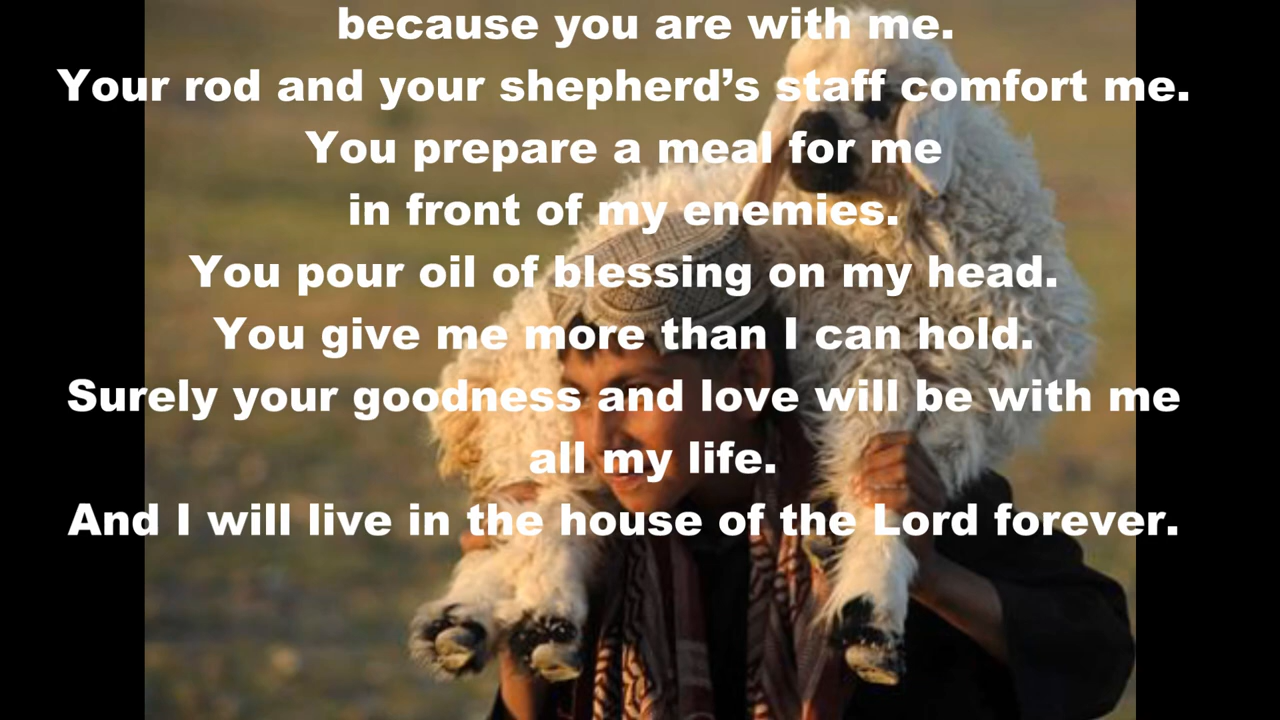 because you are with me.
Your rod and your shepherd’s staff comfort me.
You prepare a meal for me
in front of my enemies.
You pour oil of blessing on my head.
You give me more than I can hold.
Surely your goodness and love will be with me
all my life.
And I will live in the house of the Lord forever.